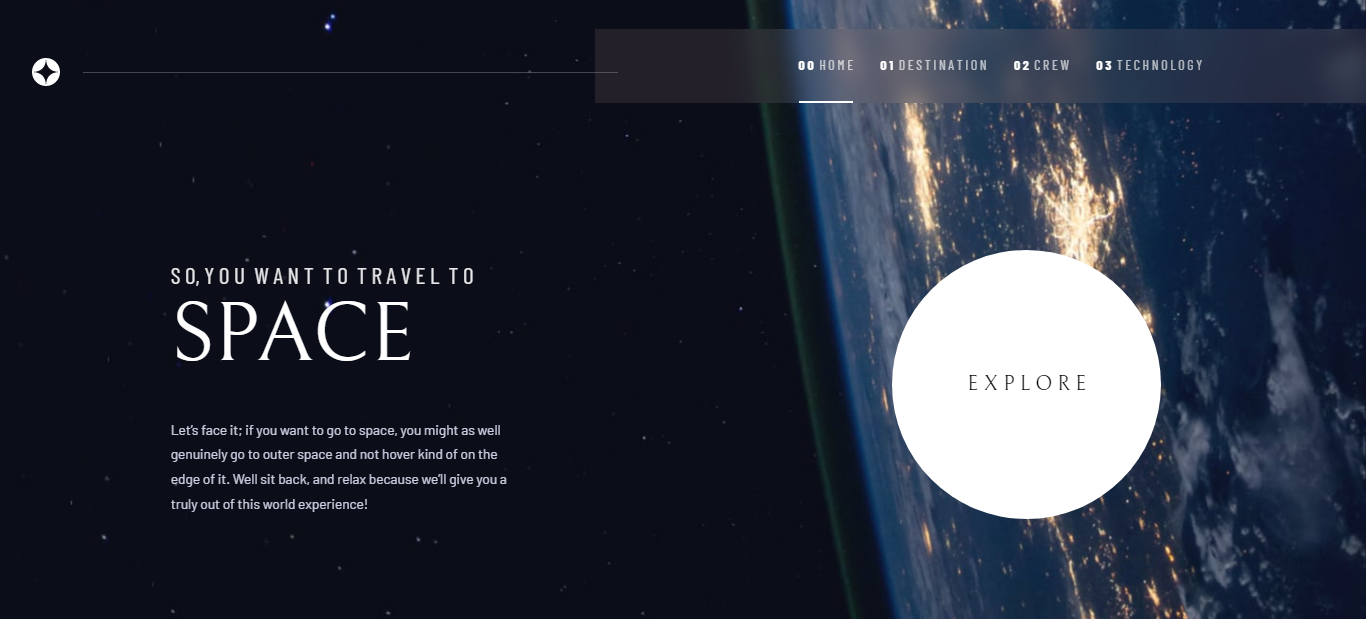 00 HOME 01 DESTINATION 02 CREW 03 TECHNOLOGY
SO, YOU WANT TO TRAVEL TO
SPACE
Let's face it; if you want to go to space, you might as well
genuinely go to outer space and not hover kind of on the
edge of it. Well sit back, and relax because we'll give you a
truly out of this world experience!
EXPLORE